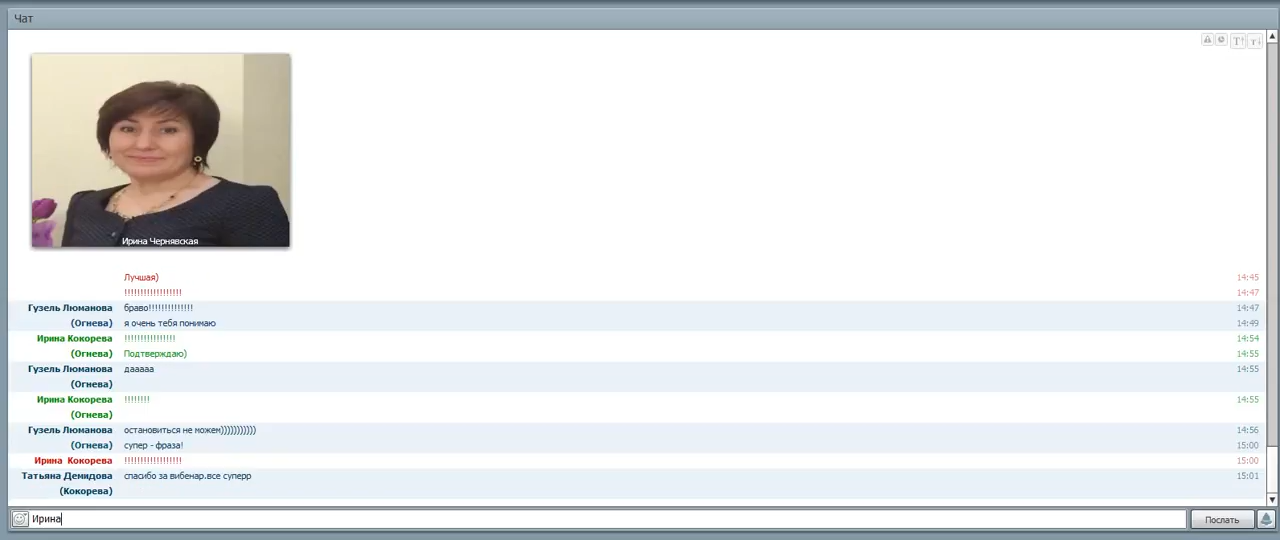 Чат
T↑ т↓
Ирина Чернявская
Лучшая) 14:45
!!!!!!!!!!!!!!!!!! 14:47
Гузель Люманова браво!!!!!!!!!!!!!! 14:47
(Огнева) я очень тебя понимаю 14:49
Ирина Кокорева !!!!!!!!!!!!!!!! 14:54
(Огнева) Подтверждаю) 14:55
Гузель Люманова дааааа 14:55
(Огнева)
Ирина Кокорева !!!!!!!! 14:55
(Огнева)
Гузель Люманова остановиться не можем))))))))))) 14:56
(Огнева) супер - фраза! 15:00
Ирина Кокорева !!!!!!!!!!!!!!!!!! 15:00
Татьяна Демидова спасибо за вибенар.все суперр 15:01
(Кокорева)
Ирина Послать